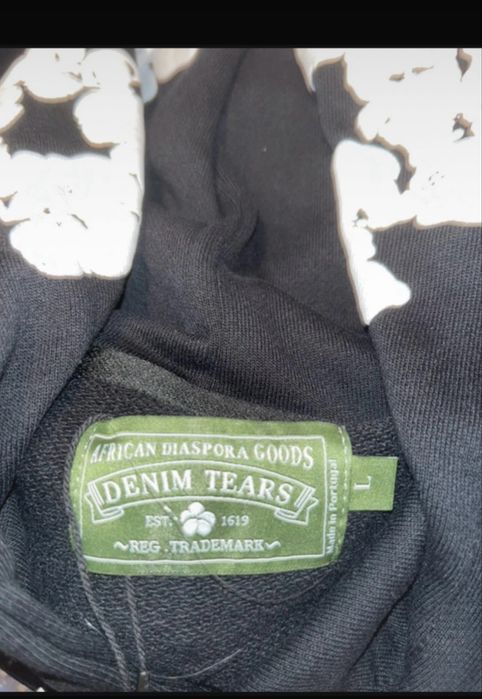 AFRICAN DIASPORA GOODS
DENIM TEARS
EST. 1619
~REG.TRADEMARK~
Made in Portugal
L